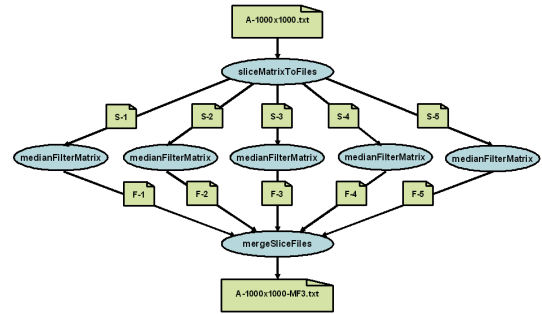 A-1000x1000.txt
sliceMatrixToFiles
S-1
S-2
S-3
S-4
S-5
medianFilterMatrix
medianFilterMatrix
medianFilterMatrix
medianFilterMatrix
medianFilterMatrix
F-1
F-2
F-3
F-4
F-5
mergeSliceFiles
A-1000x1000-MF3.txt